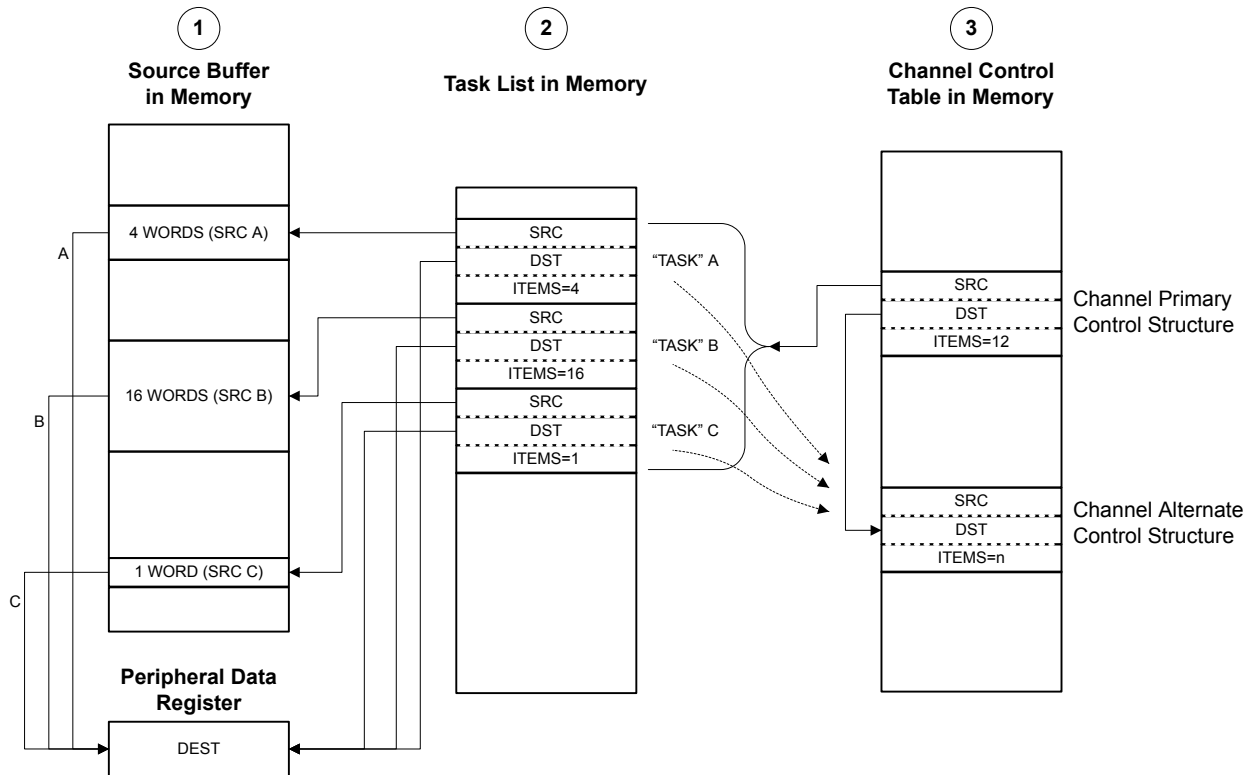 1
Source Buffer
in Memory
4 WORDS (SRC A)
16 WORDS (SRC B)
1 WORD (SRC C)
A
B
C
Peripheral Data
Register
DEST
2
Task List in Memory
SRC
DST
ITEMS=4
SRC
DST
ITEMS=16
SRC
DST
ITEMS=1
“TASK” A
“TASK” B
“TASK” C
3
Channel Control
Table in Memory
SRC
DST
ITEMS=12
Channel Primary
Control Structure
SRC
DST
ITEMS=n
Channel Alternate
Control Structure